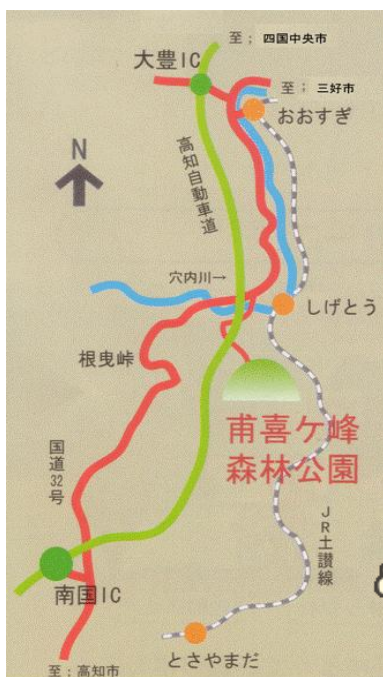 至； 四国中央市
大豊IC
至； 三好市
おおすぎ
N
高知自動車道
穴内川→
しげとう
根曳峠
甫喜ケ峰
森林公園
国道32号
JR土讃線
南国IC
とさやまだ
至；高知市